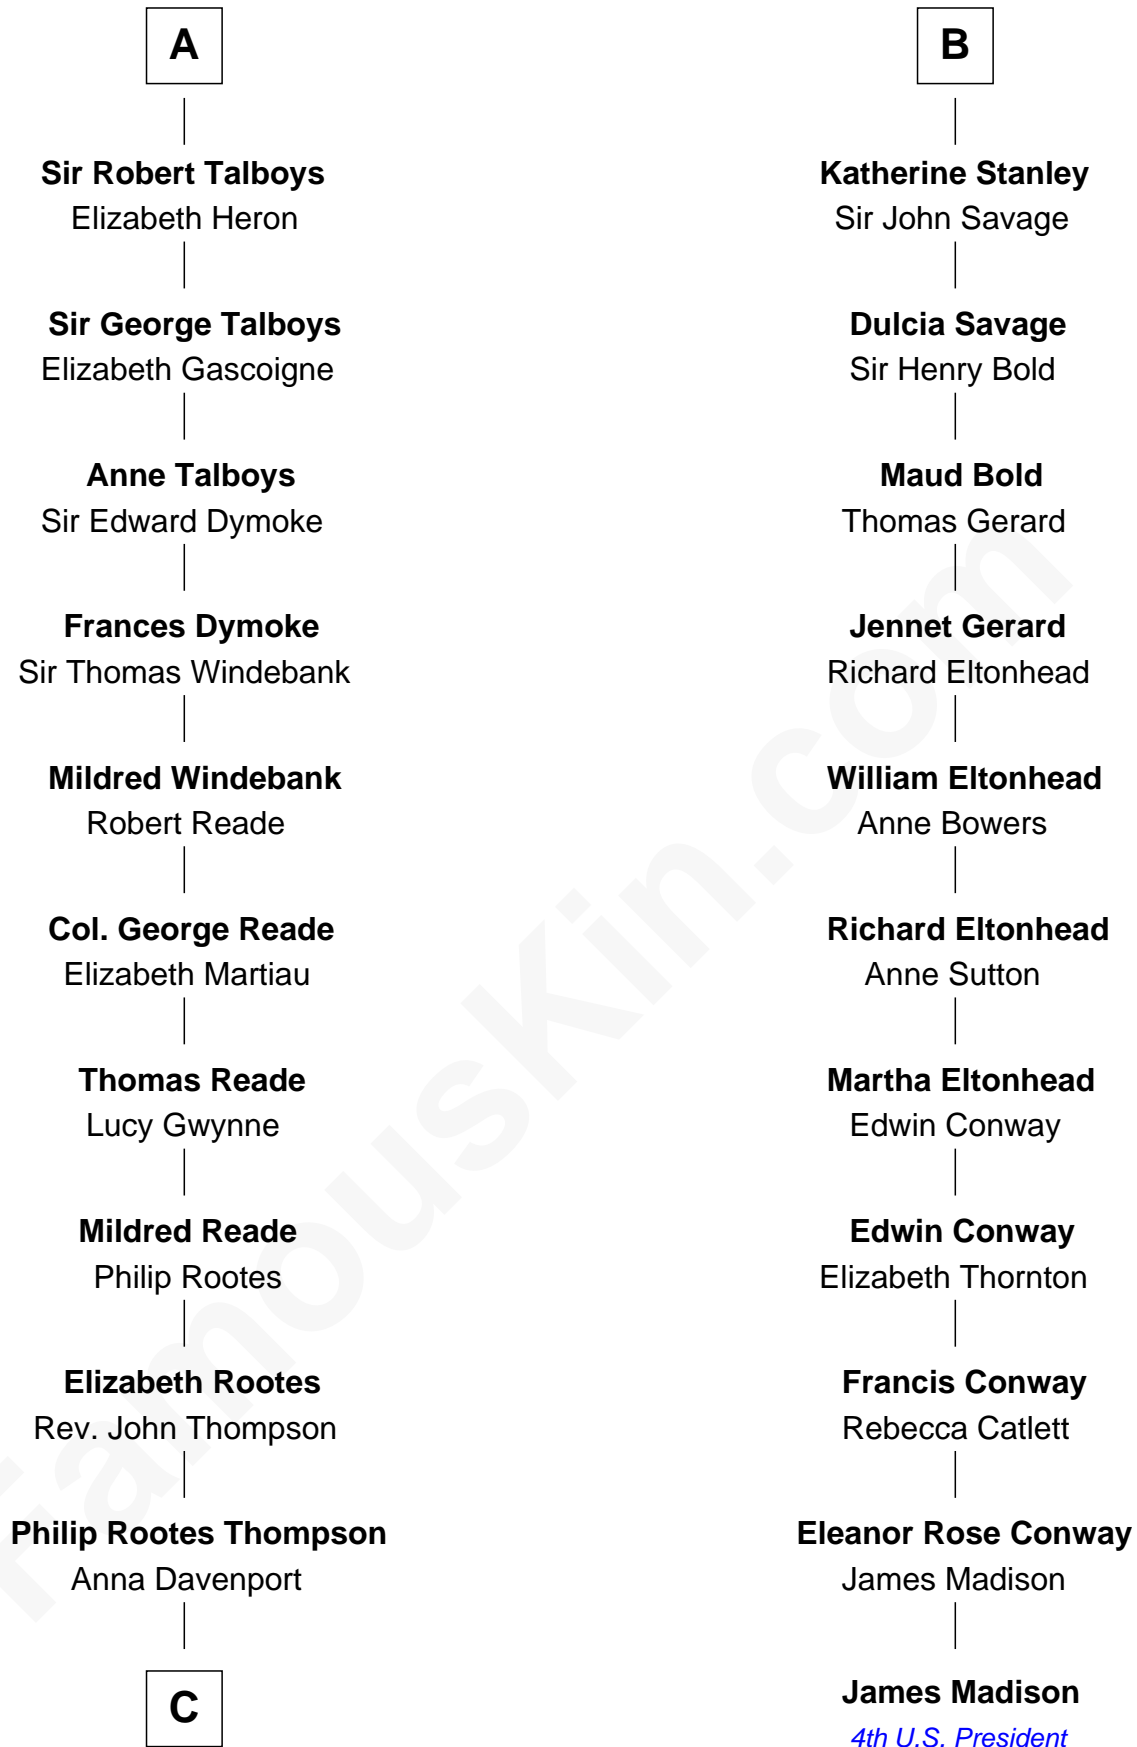 A
Sir Robert Talboys
Elizabeth Heron
Sir George Talboys
Elizabeth Gascoigne
Anne Talboys
Sir Edward Dymoke
Frances Dymoke
Sir Thomas Windebank
Mildred Windebank
Robert Reade
Col. George Reade
Elizabeth Martiau
Thomas Reade
Lucy Gwynne
Mildred Reade
Philip Rootes
Elizabeth Rootes
Rev. John Thompson
Philip Rootes Thompson
Anna Davenport
C
B
Katherine Stanley
Sir John Savage
Dulcia Savage
Sir Henry Bold
Maud Bold
Thomas Gerard
Jennet Gerard
Richard Eltonhead
William Eltonhead
Anne Bowers
Richard Eltonhead
Anne Sutton
Martha Eltonhead
Edwin Conway
Edwin Conway
Elizabeth Thornton
Francis Conway
Rebecca Catlett
Eleanor Rose Conway
James Madison
James Madison
4th U.S. President
FamousKin.com